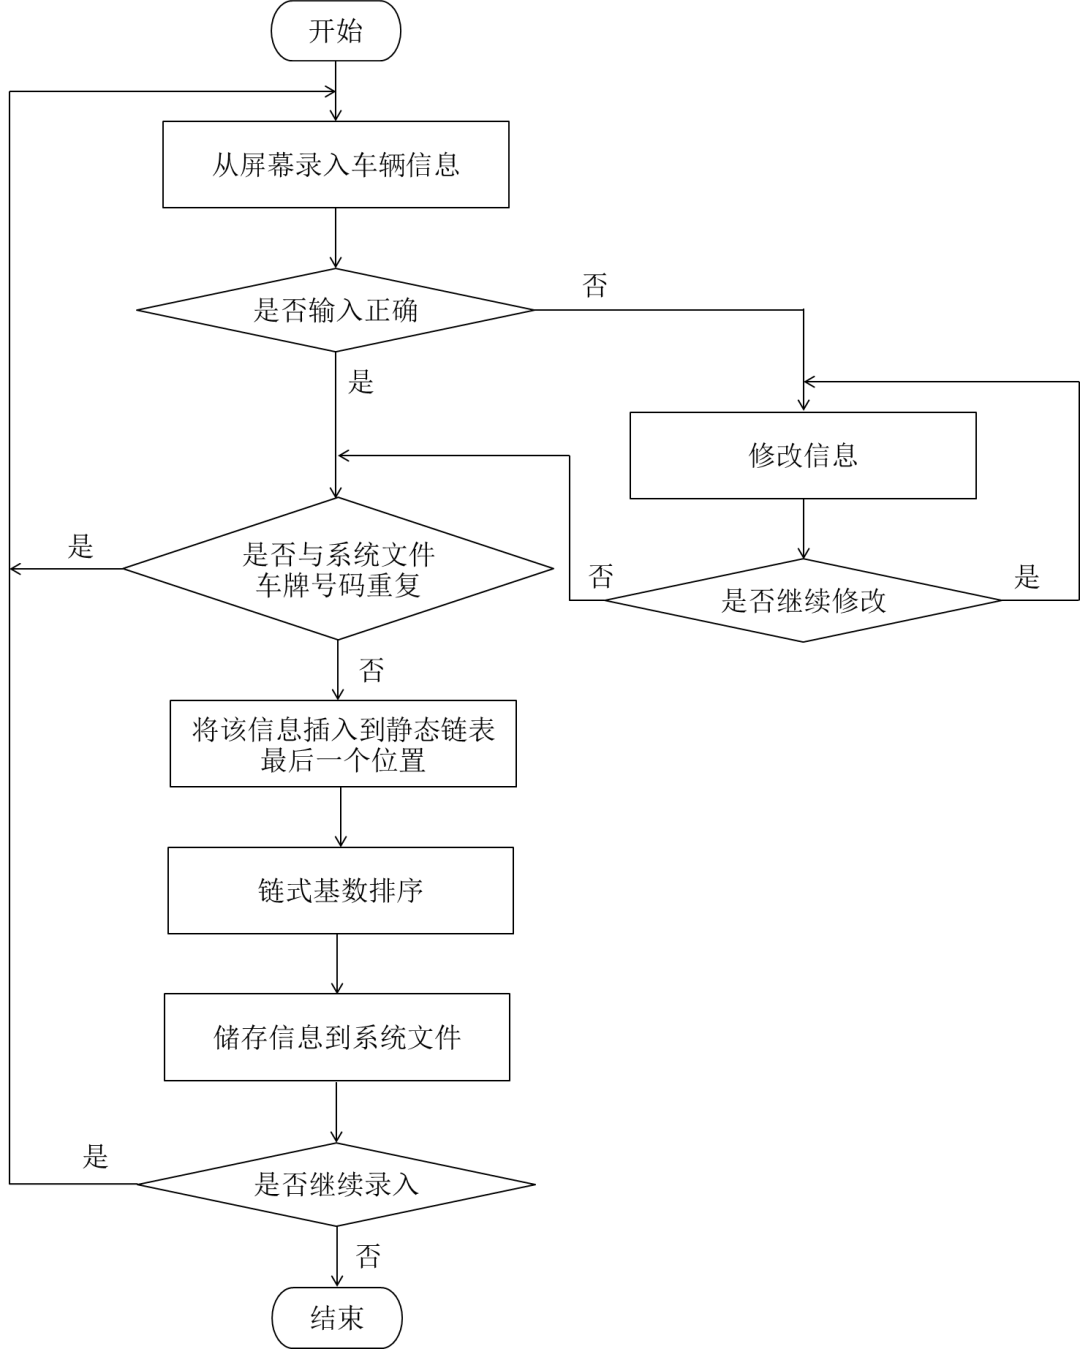 开始
从屏幕录入车辆信息
是否输入正确
否
是
修改信息
是否与系统文件
车牌号码重复
是
否
是否继续修改
是
否
将该信息插入到静态链表
最后一个位置
链式基数排序
储存信息到系统文件
是
是否继续录入
否
结束